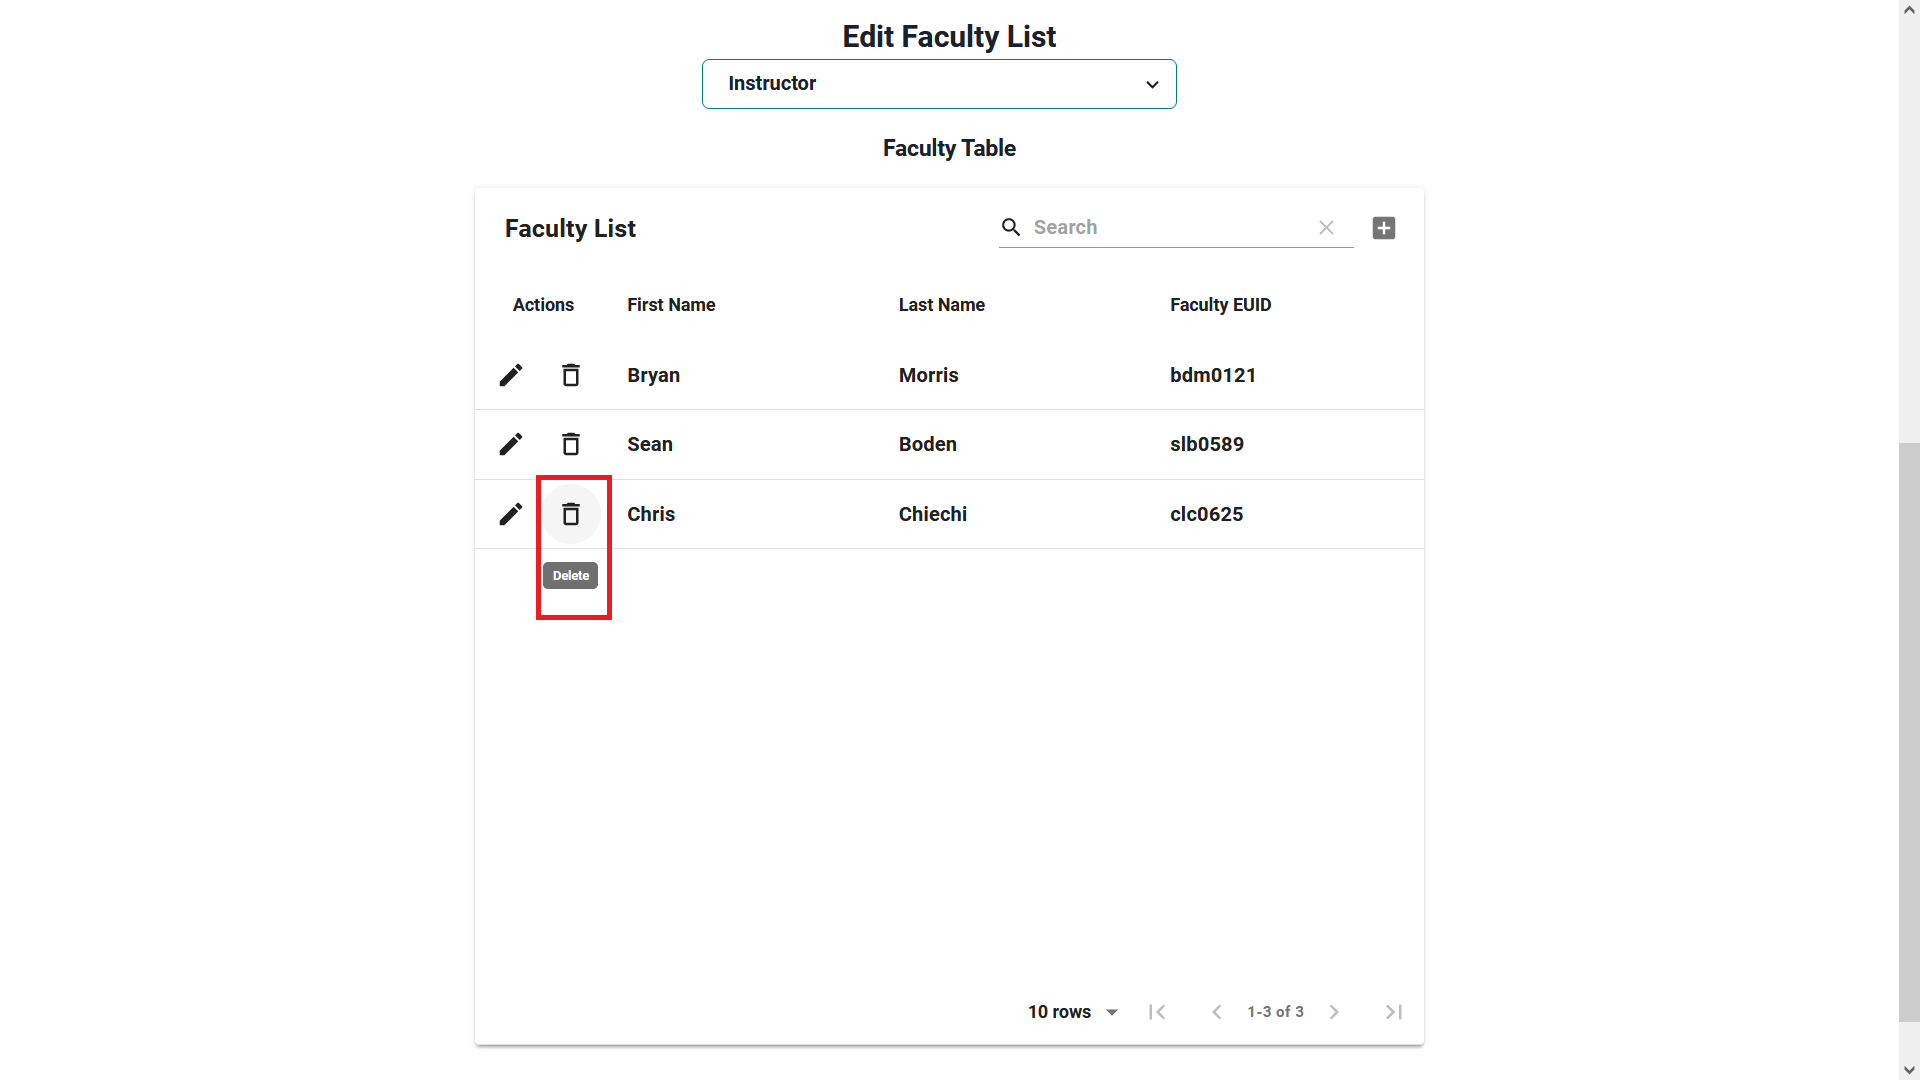 Edit Faculty List
Instructor
Faculty Table
Faculty List
Search
Actions First Name Last Name Faculty EUID
Bryan Morris bdm0121
Sean Boden slb0589
Chris Chiechi clc0625
Delete
10 rows 1-3 of 3